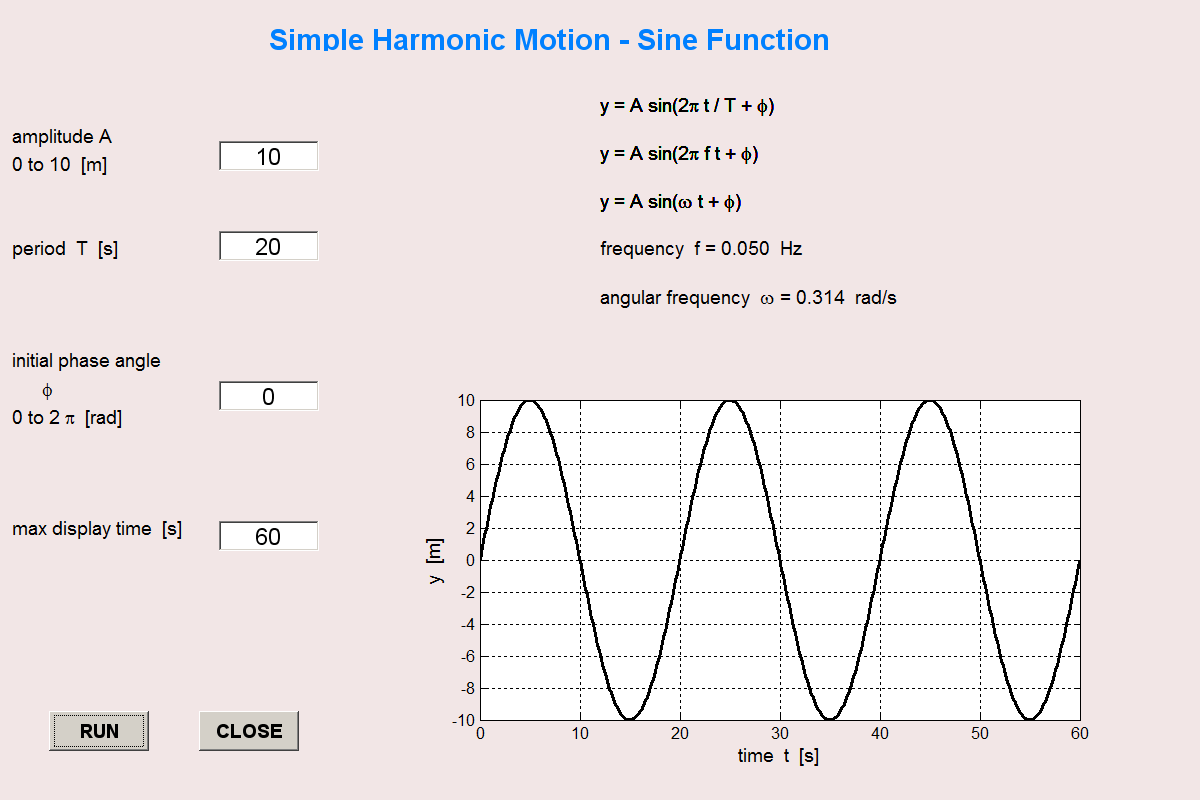 Simple Harmonic Motion - Sine Function
y = A sin(2π t / T + ϕ)
amplitude A
0 to 10 [m]
10
y = A sin(2π f t + ϕ)
y = A sin(ω t + ϕ)
period T [s]
20
frequency f = 0.050 Hz
angular frequency ω = 0.314 rad/s
initial phase angle
ϕ
0 to 2 π [rad]
0
max display time [s]
60
RUN
CLOSE
10
8
6
4
2
0
-2
-4
-6
-8
-10
y [m]
0 10 20 30 40 50 60
time t [s]